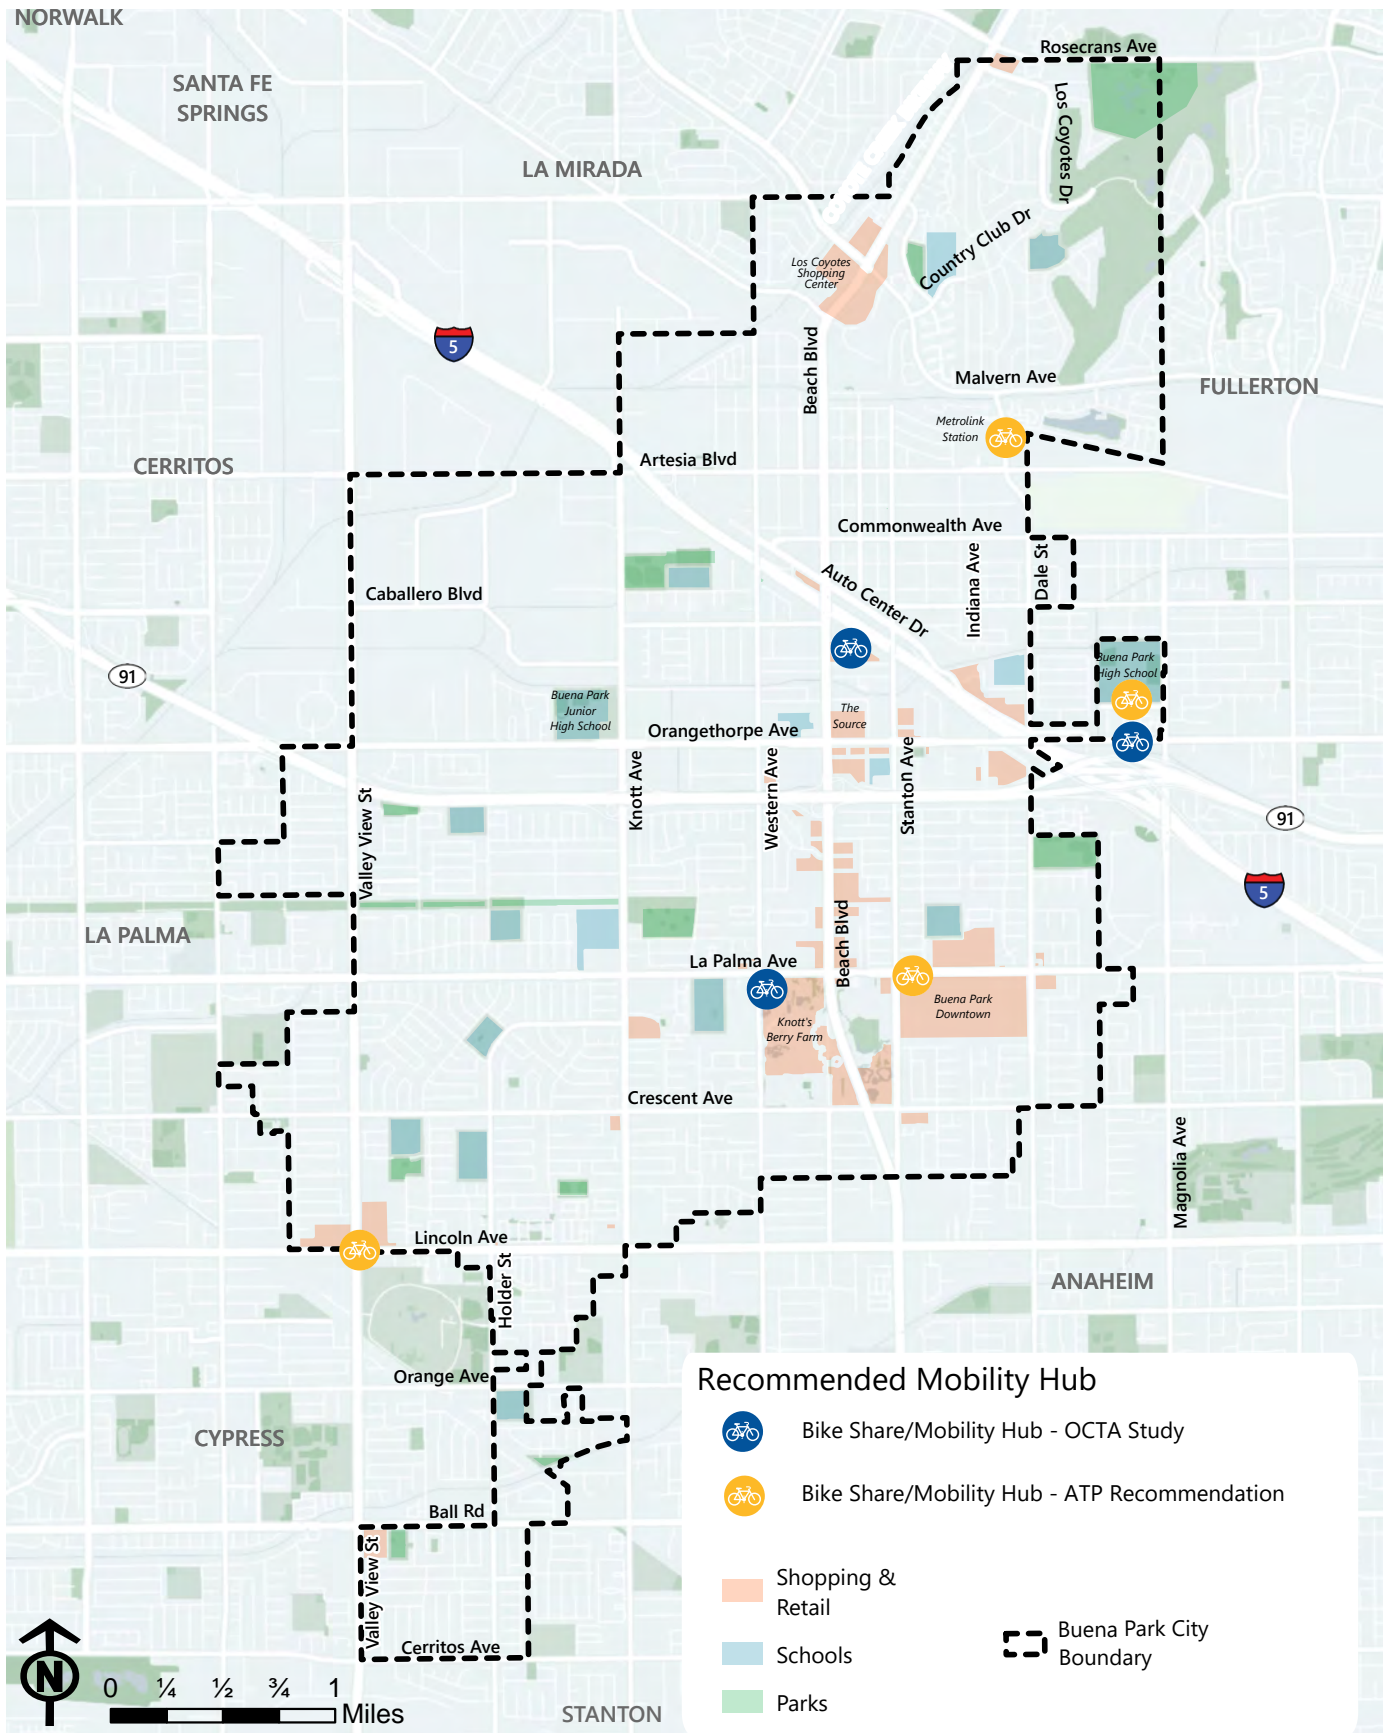 NORWALK
SANTA FE
SPRINGS
LA MIRADA
Rosecrans Ave
Los Coyotes Dr
Country Club Dr
Los Coyotes
Shopping
Center
5
Beach Blvd
Malvern Ave
FULLERTON
Metrolink
Station
CERRITOS
Artesia Blvd
Commonwealth Ave
Indiana Ave
Dale St
Auto Center Dr
Caballero Blvd
91
Buena Park
High School
Buena Park
Junior
High School
The
Source
Orangethorpe Ave
Knott Ave
Western Ave
Stanton Ave
Valley View St
91
5
LA PALMA
Beach Blvd
La Palma Ave
Buena Park
Downtown
Knott's
Berry Farm
Crescent Ave
Magnolia Ave
Lincoln Ave
Holder St
ANAHEIM
Orange Ave
CYPRESS
Ball Rd
Valley View St
Cerritos Ave
STANTON
Recommended Mobility Hub
Bike Share/Mobility Hub - OCTA Study
Bike Share/Mobility Hub - ATP Recommendation
Shopping &
Retail
Schools
Parks
Buena Park City
Boundary
N
0 ¼ ½ ¾ 1
Miles